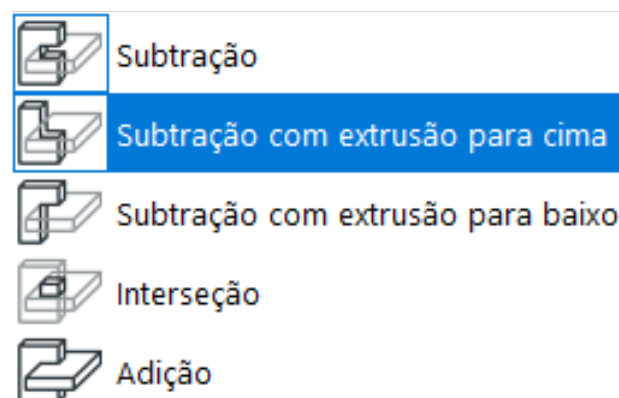 Subtração
Subtração com extrusão para cima
Subtração com extrusão para baixo
Interseção
Adição